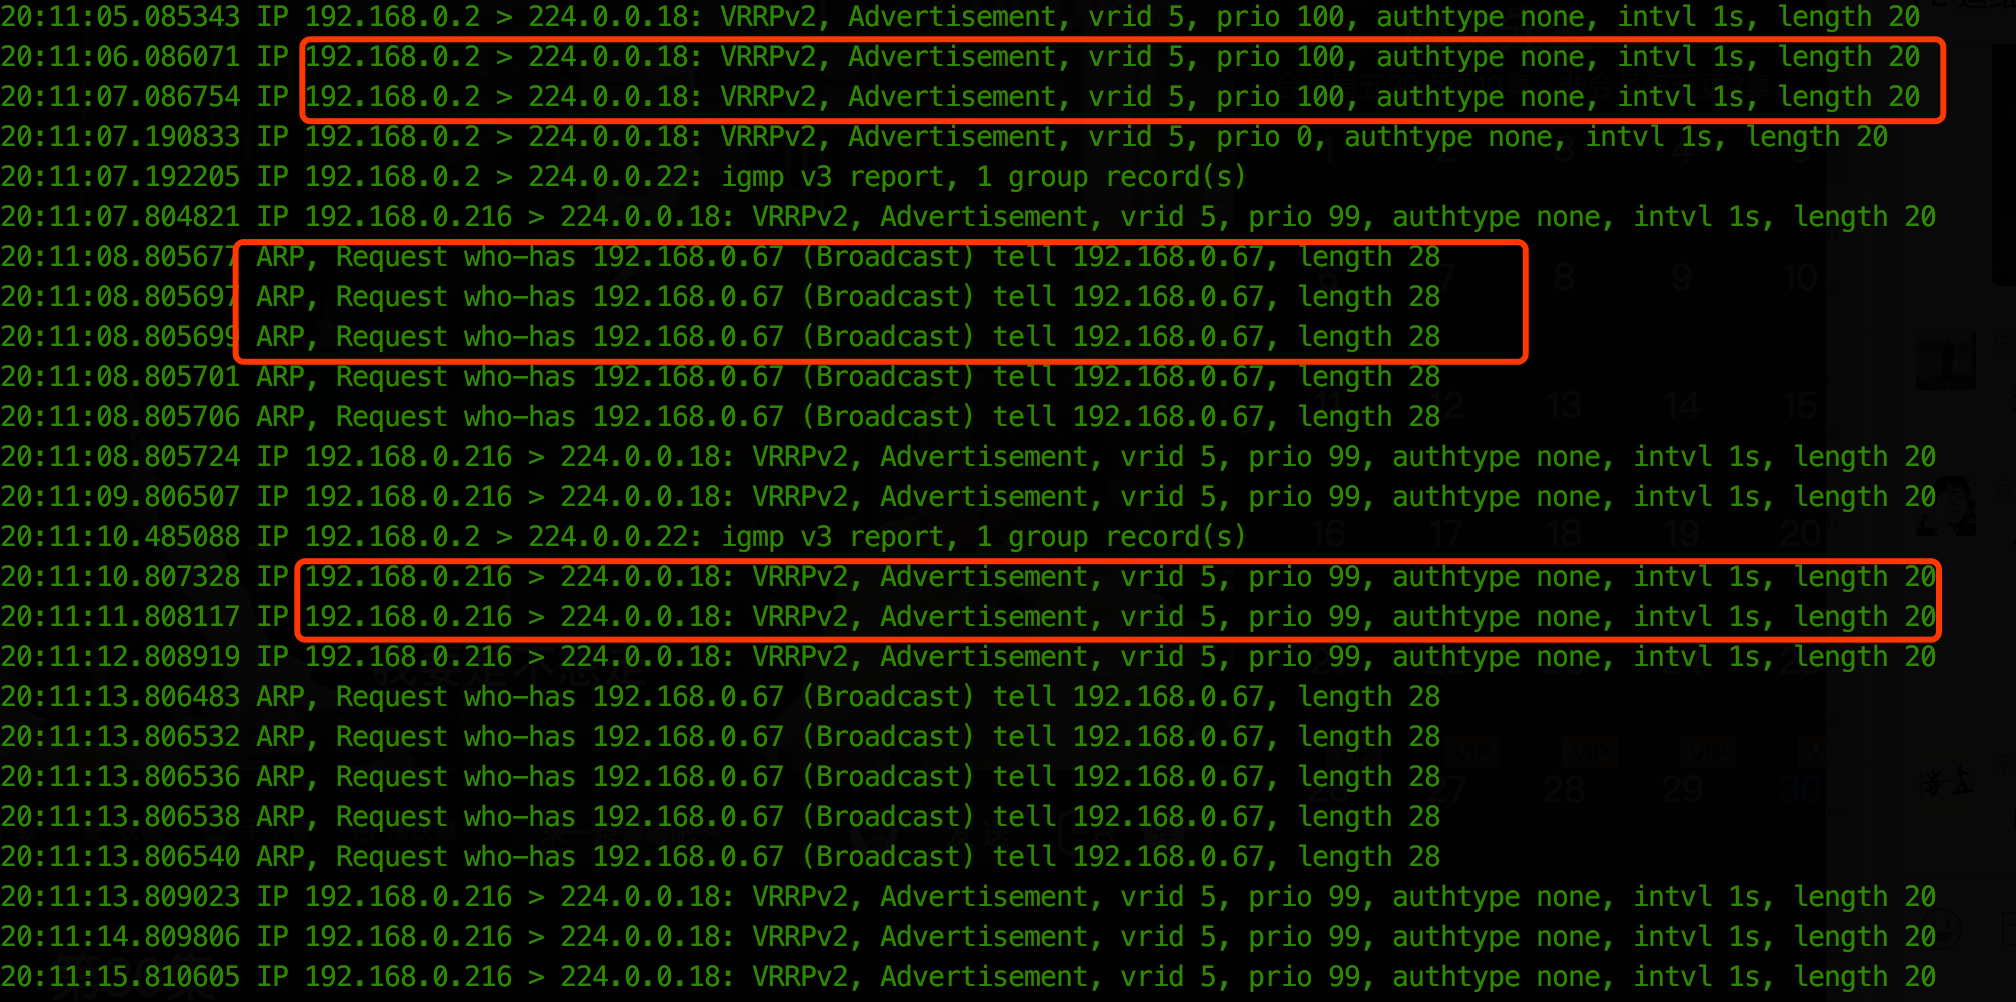 20:11:05.085343 IP 192.168.0.2 > 224.0.0.18: VRRPv2, Advertisement, vrid 5, prio 100, authtype none, intvl 1s, length 20
20:11:06.086071 IP 192.168.0.2 > 224.0.0.18: VRRPv2, Advertisement, vrid 5, prio 100, authtype none, intvl 1s, length 20
20:11:07.086754 IP 192.168.0.2 > 224.0.0.18: VRRPv2, Advertisement, vrid 5, prio 100, authtype none, intvl 1s, length 20
20:11:07.190833 IP 192.168.0.2 > 224.0.0.18: VRRPv2, Advertisement, vrid 5, prio 0, authtype none, intvl 1s, length 20
20:11:07.192205 IP 192.168.0.2 > 224.0.0.22: igmp v3 report, 1 group record(s)
20:11:07.804821 IP 192.168.0.216 > 224.0.0.18: VRRPv2, Advertisement, vrid 5, prio 99, authtype none, intvl 1s, length 20
20:11:08.805677 ARP, Request who-has 192.168.0.67 (Broadcast) tell 192.168.0.67, length 28
20:11:08.805697 ARP, Request who-has 192.168.0.67 (Broadcast) tell 192.168.0.67, length 28
20:11:08.805699 ARP, Request who-has 192.168.0.67 (Broadcast) tell 192.168.0.67, length 28
20:11:08.805701 ARP, Request who-has 192.168.0.67 (Broadcast) tell 192.168.0.67, length 28
20:11:08.805706 ARP, Request who-has 192.168.0.67 (Broadcast) tell 192.168.0.67, length 28
20:11:08.805724 IP 192.168.0.216 > 224.0.0.18: VRRPv2, Advertisement, vrid 5, prio 99, authtype none, intvl 1s, length 20
20:11:09.806507 IP 192.168.0.216 > 224.0.0.18: VRRPv2, Advertisement, vrid 5, prio 99, authtype none, intvl 1s, length 20
20:11:10.485088 IP 192.168.0.2 > 224.0.0.22: igmp v3 report, 1 group record(s)
20:11:10.807328 IP 192.168.0.216 > 224.0.0.18: VRRPv2, Advertisement, vrid 5, prio 99, authtype none, intvl 1s, length 20
20:11:11.808117 IP 192.168.0.216 > 224.0.0.18: VRRPv2, Advertisement, vrid 5, prio 99, authtype none, intvl 1s, length 20
20:11:12.808919 IP 192.168.0.216 > 224.0.0.18: VRRPv2, Advertisement, vrid 5, prio 99, authtype none, intvl 1s, length 20
20:11:13.806483 ARP, Request who-has 192.168.0.67 (Broadcast) tell 192.168.0.67, length 28
20:11:13.806532 ARP, Request who-has 192.168.0.67 (Broadcast) tell 192.168.0.67, length 28
20:11:13.806536 ARP, Request who-has 192.168.0.67 (Broadcast) tell 192.168.0.67, length 28
20:11:13.806538 ARP, Request who-has 192.168.0.67 (Broadcast) tell 192.168.0.67, length 28
20:11:13.806540 ARP, Request who-has 192.168.0.67 (Broadcast) tell 192.168.0.67, length 28
20:11:13.809023 IP 192.168.0.216 > 224.0.0.18: VRRPv2, Advertisement, vrid 5, prio 99, authtype none, intvl 1s, length 20
20:11:14.809806 IP 192.168.0.216 > 224.0.0.18: VRRPv2, Advertisement, vrid 5, prio 99, authtype none, intvl 1s, length 20
20:11:15.810605 IP 192.168.0.216 > 224.0.0.18: VRRPv2, Advertisement, vrid 5, prio 99, authtype none, intvl 1s, length 20